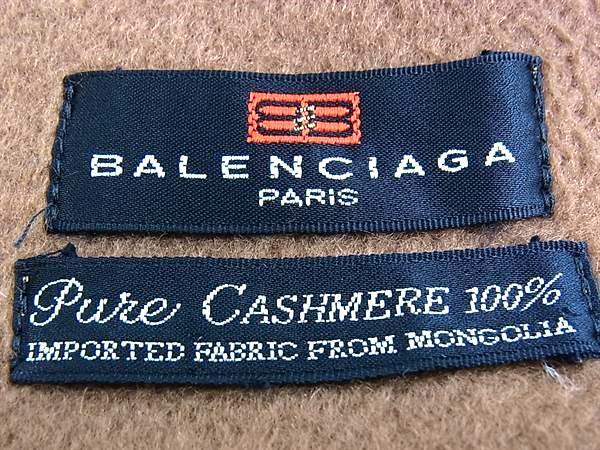 BALENCIAGA
PARIS
Pure CASHMERE 100%
IMPORTED FABRIC FROM MONGOLIA